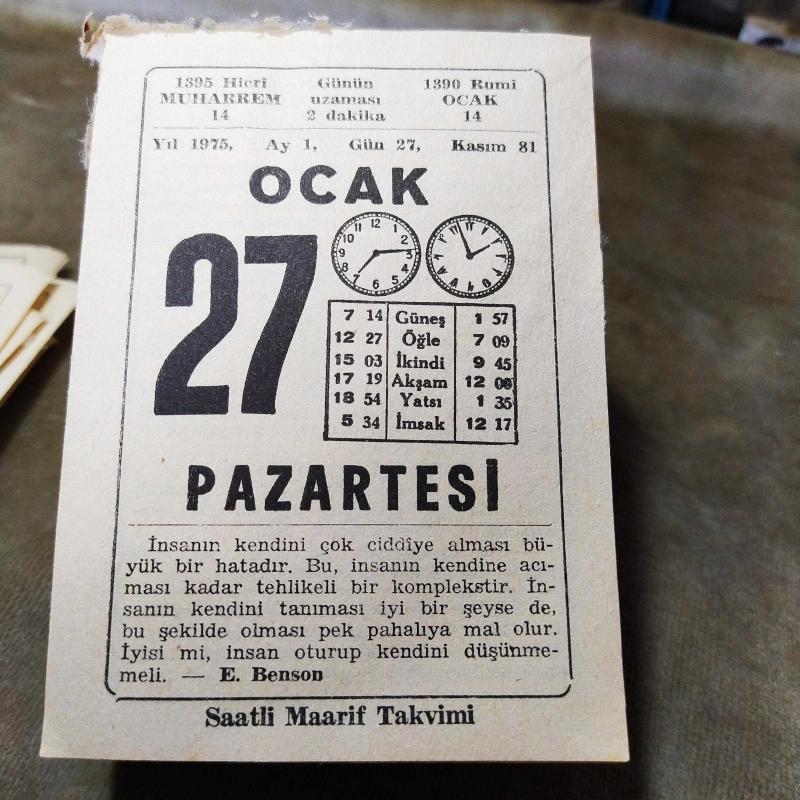 1395 Hicrî Günün 1390 Rumî
MUHARREM uzaması OCAK
14 2 dakika 14
Yıl 1975, Ay 1, Gün 27, Kasım 81
OCAK
27
7 14 Güneş 1 57
12 27 Öğle 7 09
15 03 İkindi 9 45
17 19 Akşam 12 00
18 54 Yatsı 1 35
5 34 İmsak 12 17
PAZARTESİ
İnsanın kendini çok ciddîye alması bü-
yük bir hatadır. Bu, insanın kendine acı-
ması kadar tehlikeli bir komplekstir. İn-
sanın kendini tanıması iyi bir şeyse de,
bu şekilde olması pek pahalıya mal olur.
İyisi mi, insan oturup kendini düşünme-
meli. — E. Benson
Saatli Maarif Takvimi